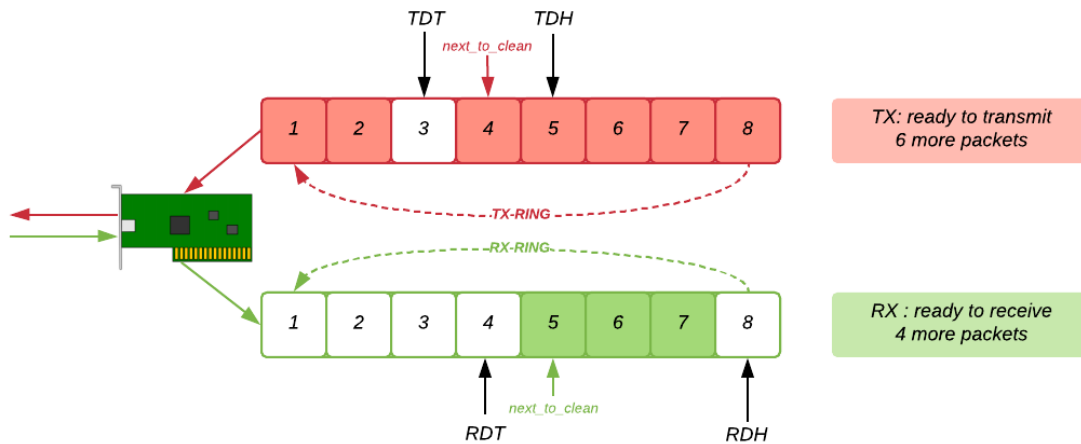 TDT
TDH
next_to_clean
1 2 3 4 5 6 7 8
TX: ready to transmit
6 more packets
TX-RING
RX-RING
1 2 3 4 5 6 7 8
RX : ready to receive
4 more packets
next_to_clean
RDT
RDH